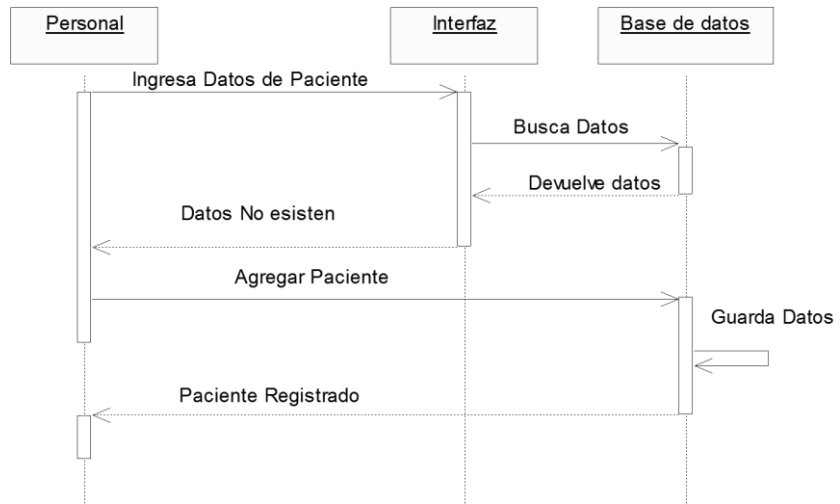 Personal
Interfaz
Base de datos
Ingresa Datos de Paciente
Busca Datos
Devuelve datos
Datos No esisten
Agregar Paciente
Guarda Datos
Paciente Registrado